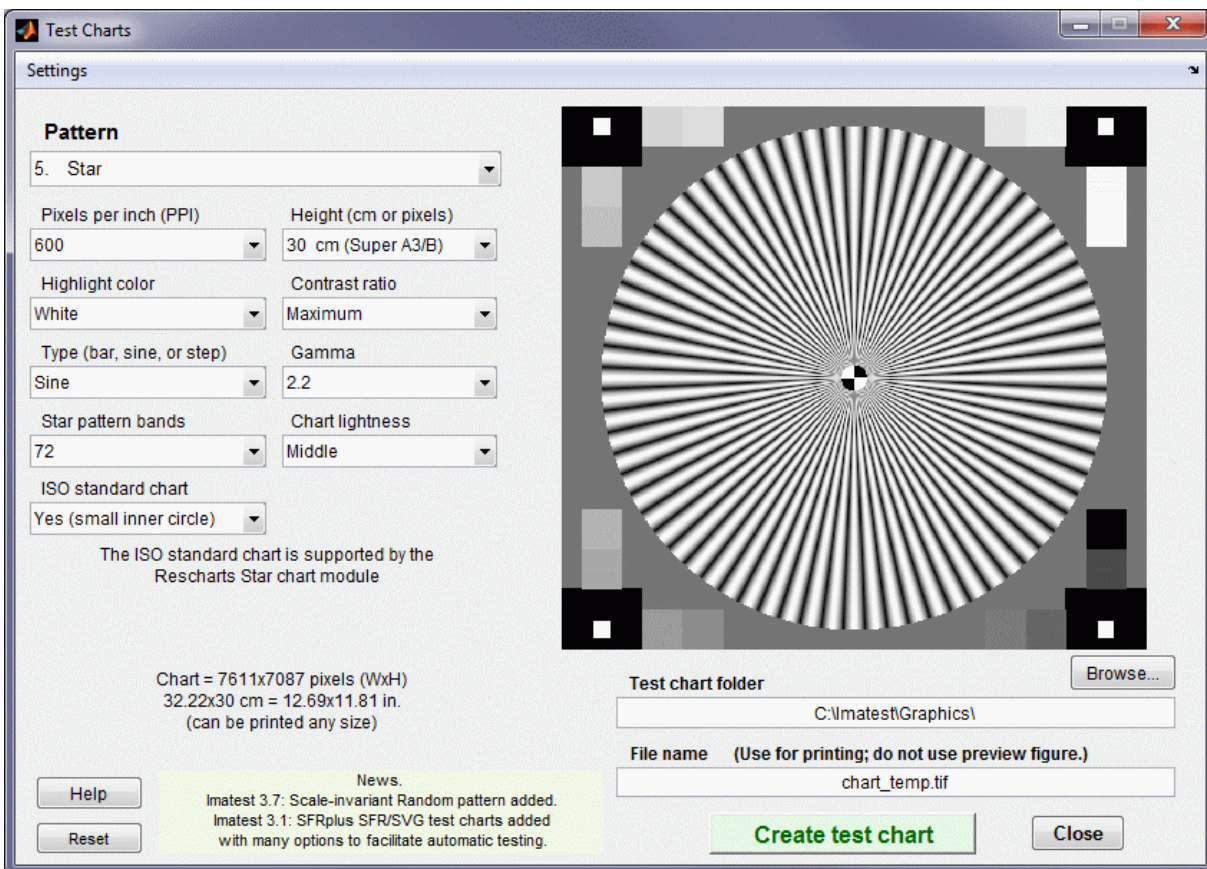 Test Charts
Settings
Pattern
5. Star
Pixels per inch (PPI)
Height (cm or pixels)
600
30 cm (Super A3/B)
Highlight color
Contrast ratio
White
Maximum
Type (bar, sine, or step)
Gamma
Sine
2.2
Star pattern bands
Chart lightness
72
Middle
ISO standard chart
Yes (small inner circle)
The ISO standard chart is supported by the
Rescharts Star chart module
Chart = 7611x7087 pixels (WxH)
32.22x30 cm = 12.69x11.81 in.
(can be printed any size)
Browse...
Test chart folder
C:\Imatest\Graphics\
File name (Use for printing; do not use preview figure.)
chart_temp.tif
Help
Reset
News.
Imatest 3.7: Scale-invariant Random pattern added.
Imatest 3.1: SFRplus SFR/SVG test charts added
with many options to facilitate automatic testing.
Create test chart
Close